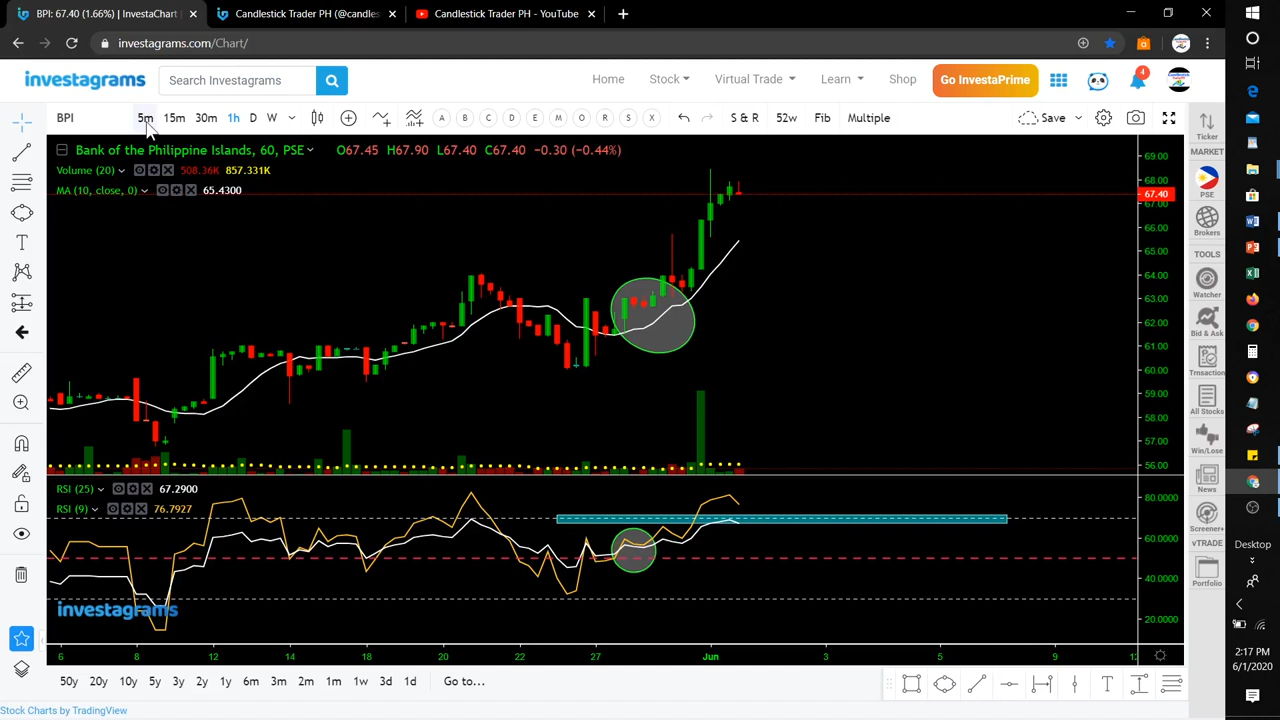 BPI: 67.40 (1.66%) | InvestaChart
Candlestick Trader PH (@candles
Candlestick Trader PH - YouTube
investagrams.com/Chart/
investagrams
Search Investagrams
Home
Stock
Virtual Trade
Learn
Shop
Go InvestaPrime
4
BPI
5m 15m 30m 1h D W
A B C D E M O R S X
S & R 52w Fib Multiple
Save
Bank of the Philippine Islands, 60, PSE O67.45 H67.90 L67.40 C67.40 -0.30 (-0.44%)
Volume (20) 508.36K 857.331K
MA (10, close, 0) 65.4300
69.00
68.00
67.40
67.00
66.00
65.00
64.00
63.00
62.00
61.00
60.00
59.00
58.00
57.00
56.00
RSI (25) 67.2900
RSI (9) 76.7927
80.0000
60.0000
40.0000
20.0000
investagrams
6 8 12 14 18 20 22 27 Jun 3 5 9
50y 20y 10y 5y 3y 2y 1y 6m 3m 2m 1m 1w 3d 1d Go to...
Stock Charts by TradingView
Ticker
MARKET
PSE
Brokers
TOOLS
Watcher
Bid & Ask
Trnsaction
All Stocks
Win/Lose
News
Screener+
vTRADE
Portfolio
Desktop
2:17 PM
6/1/2020